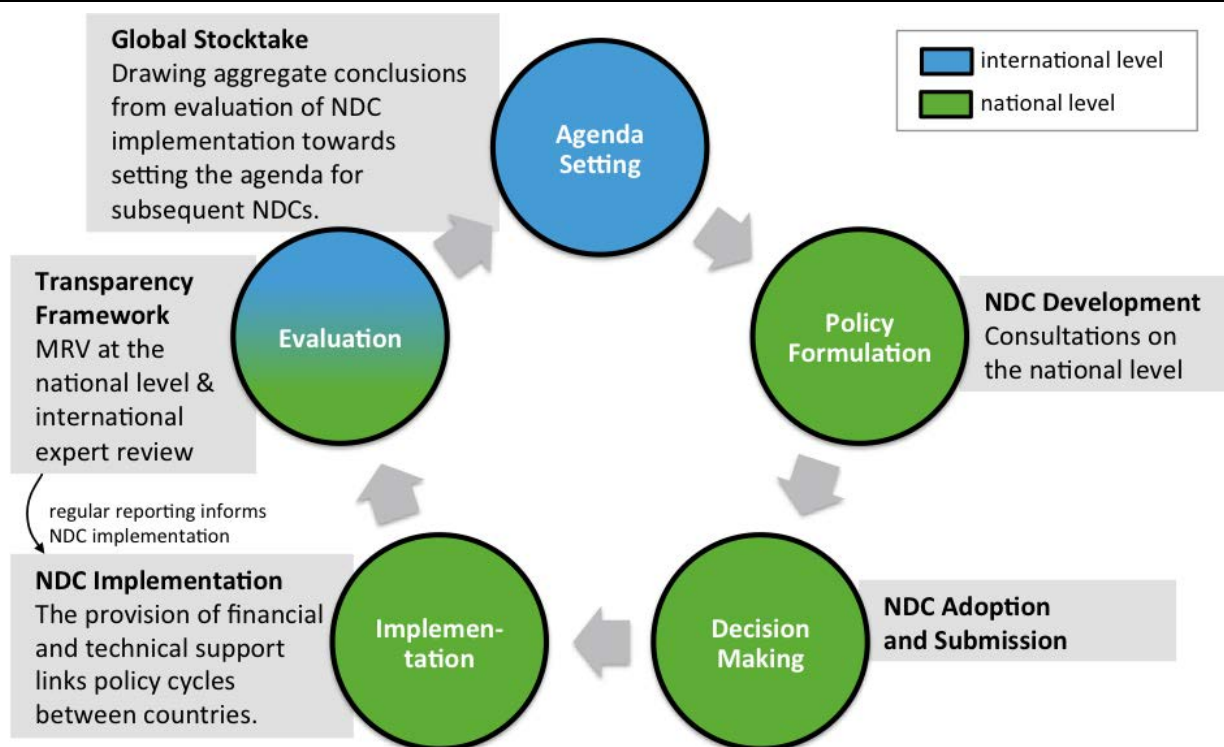 Global Stocktake
Drawing aggregate conclusions
from evaluation of NDC
implementation towards
setting the agenda for
subsequent NDCs.
Agenda
Setting
international level
national level
Transparency
Framework
MRV at the
national level &
international
expert review
Evaluation
Policy
Formulation
NDC Development
Consultations on
the national level
regular reporting informs
NDC implementation
NDC Implementation
The provision of financial
and technical support
links policy cycles
between countries.
Implemen-
tation
Decision
Making
NDC Adoption
and Submission